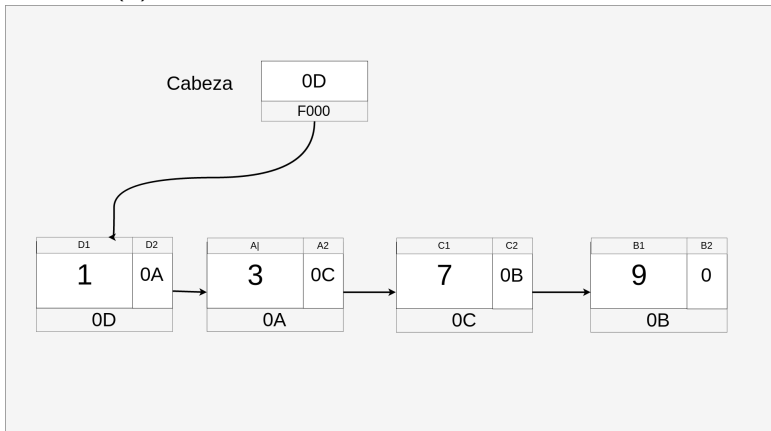 Cabeza
0D
F000
D1 D2
1 0A
0D
A| A2
3 0C
0A
C1 C2
7 0B
0C
B1 B2
9 0
0B